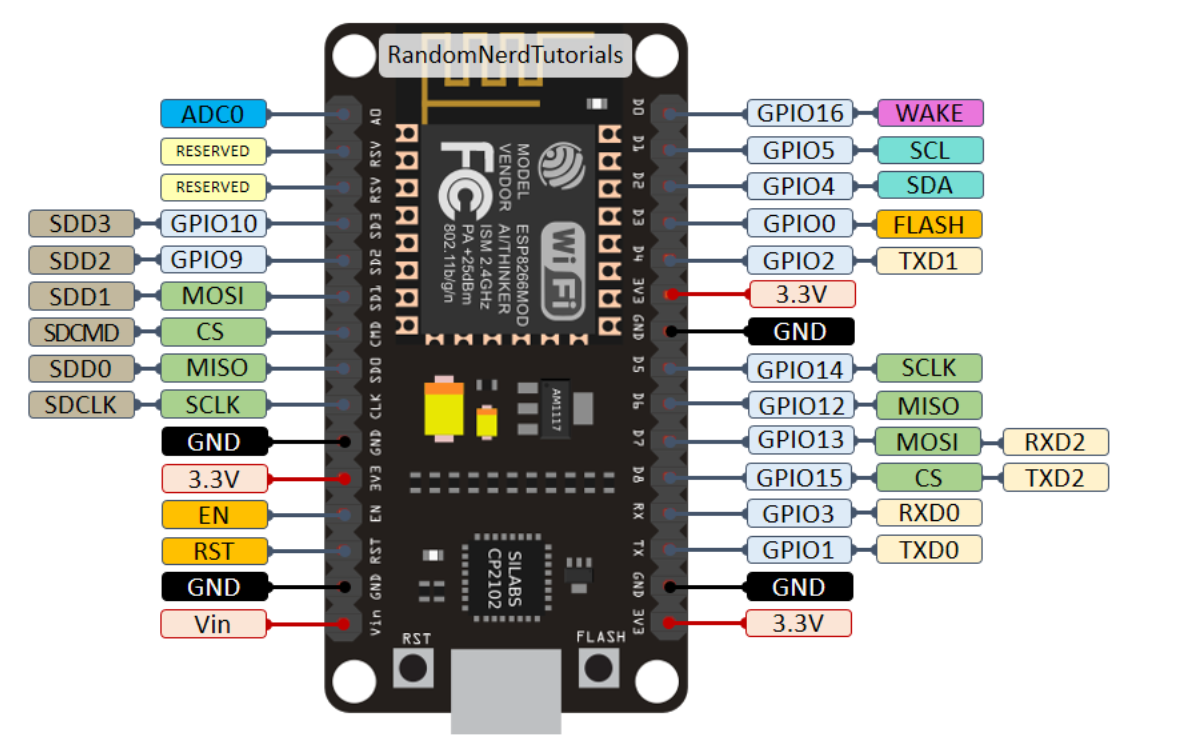 RandomNerdTutorials
ADC0
RESERVED
RESERVED
SDD3 GPIO10
SDD2 GPIO9
SDD1 MOSI
SDCMD CS
SDD0 MISO
SDCLK SCLK
GND
3.3V
EN
RST
GND
Vin
A0
RSV
RSV
SD3
SD2
SD1
CMD
SD0
CLK
GND
3V3
EN
RST
GND
Vin
FC
MODEL ESP8266MOD
VENDOR AI/THINKER
ISM 2.4GHz
PA +25dBm
802.11b/g/n
Wi Fi
AM1117
SILABS
CP2102
RST
FLASH
D0
D1
D2
D3
D4
3V3
GND
D5
D6
D7
D8
RX
TX
GND
3V3
GPIO16 WAKE
GPIO5 SCL
GPIO4 SDA
GPIO0 FLASH
GPIO2 TXD1
3.3V
GND
GPIO14 SCLK
GPIO12 MISO
GPIO13 MOSI RXD2
GPIO15 CS TXD2
GPIO3 RXD0
GPIO1 TXD0
GND
3.3V